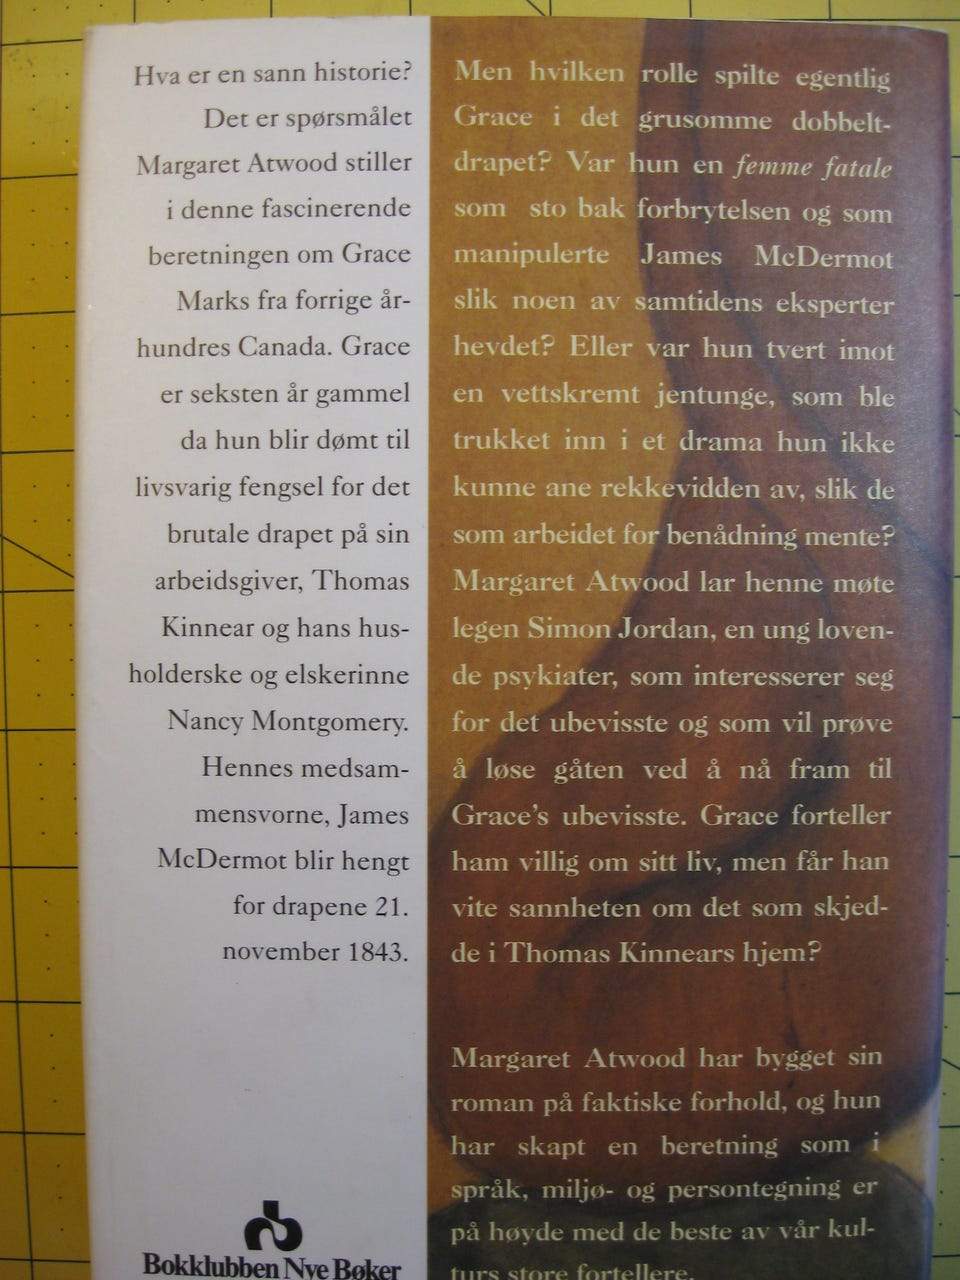 Hva er en sann historie?
Det er spørsmålet
Margaret Atwood stiller
i denne fascinerende
beretningen om Grace
Marks fra forrige år-
hundres Canada. Grace
er seksten år gammel
da hun blir dømt til
livsvarig fengsel for det
brutale drapet på sin
arbeidsgiver, Thomas
Kinnear og hans hus-
holderske og elskerinne
Nancy Montgomery.
Hennes medsam-
mensvorne, James
McDermot blir hengt
for drapene 21.
november 1843.
Bokklubben Nye Bøker
Men hvilken rolle spilte egentlig
Grace i det grusomme dobbelt-
drapet? Var hun en femme fatale
som sto bak forbrytelsen og som
manipulerte James McDermot
slik noen av samtidens eksperter
hevdet? Eller var hun tvert imot
en vettskremt jentunge, som ble
trukket inn i et drama hun ikke
kunne ane rekkevidden av, slik de
som arbeidet for benådning mente?
Margaret Atwood lar henne møte
legen Simon Jordan, en ung loven-
de psykiater, som interesserer seg
for det ubevisste og som vil prøve
å løse gåten ved å nå fram til
Grace's ubevisste. Grace forteller
ham villig om sitt liv, men får han
vite sannheten om det som skjed-
de i Thomas Kinnears hjem?
Margaret Atwood har bygget sin
roman på faktiske forhold, og hun
har skapt en beretning som i
språk, miljø- og persontegning er
på høyde med de beste av vår kul-
turs store fortellere.